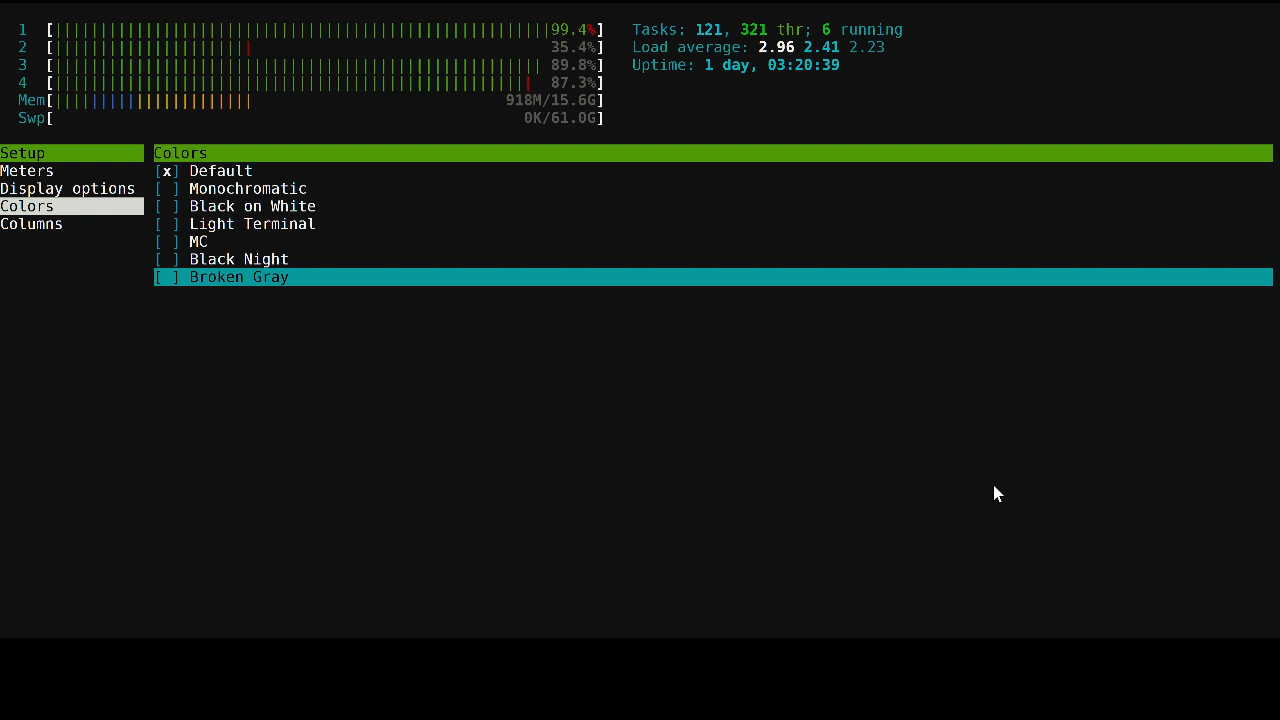 1 [||||||||||||||||||||||||||||||||||||||||||||||||||||||||99.4%]
2 [|||||||||||||||||||||| 35.4%]
3 [|||||||||||||||||||||||||||||||||||||||||||||||||||||| 89.8%]
4 [||||||||||||||||||||||||||||||||||||||||||||||||||||| 87.3%]
Mem[|||||||||||||||||||||| 918M/15.6G]
Swp[ 0K/61.0G]
Tasks: 121, 321 thr; 6 running
Load average: 2.96 2.41 2.23
Uptime: 1 day, 03:20:39
Setup
Meters
Display options
Colors
Columns
Colors
[x] Default
[ ] Monochromatic
[ ] Black on White
[ ] Light Terminal
[ ] MC
[ ] Black Night
[ ] Broken Gray